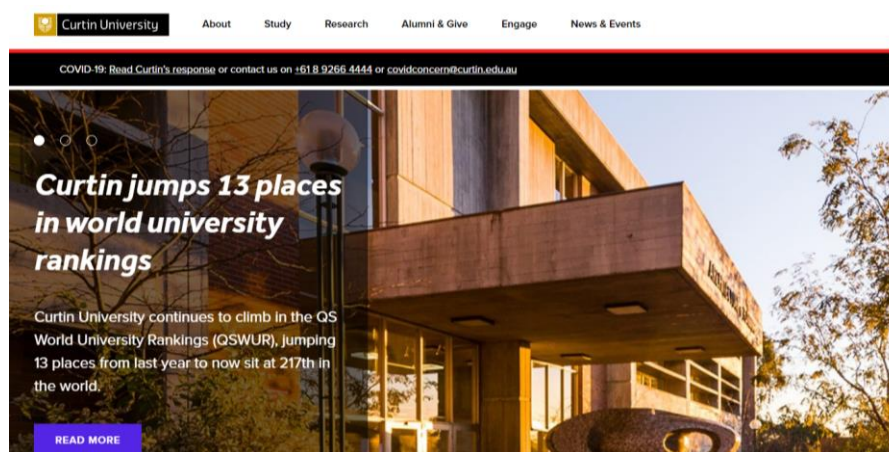 Curtin University
About Study Research Alumni & Give Engage News & Events
COVID-19: Read Curtin's response or contact us on +61 8 9266 4444 or covidconcern@curtin.edu.au
Curtin jumps 13 places
in world university
rankings
Curtin University continues to climb in the QS
World University Rankings (QSWUR), jumping
13 places from last year to now sit at 217th in
the world.
READ MORE